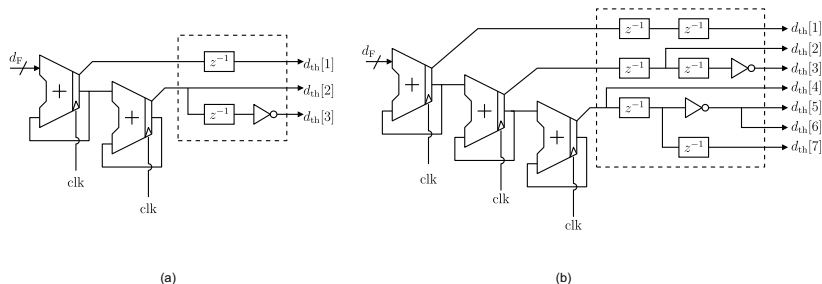 d_F
+
clk
+
clk
z⁻¹
z⁻¹
d_th[1]
d_th[2]
d_th[3]
(a)
d_F
+
clk
+
clk
+
clk
z⁻¹
z⁻¹
z⁻¹
z⁻¹
z⁻¹
z⁻¹
d_th[1]
d_th[2]
d_th[3]
d_th[4]
d_th[5]
d_th[6]
d_th[7]
(b)